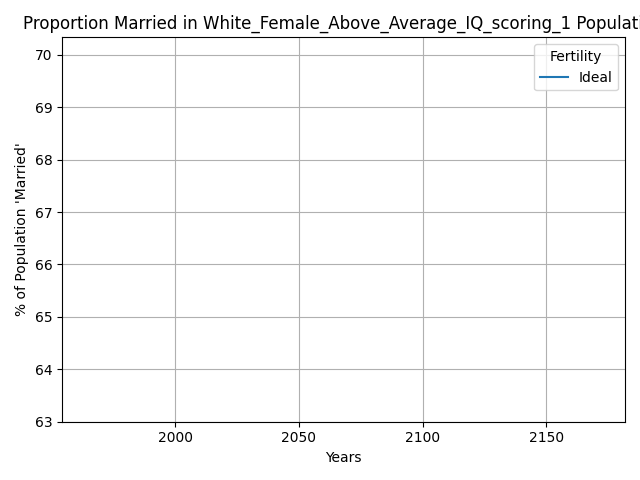 Proportion Married in White_Female_Above_Average_IQ_scoring_1 Populati
Fertility
Ideal
70
69
68
67
66
65
64
63
% of Population 'Married'
2000 2050 2100 2150
Years